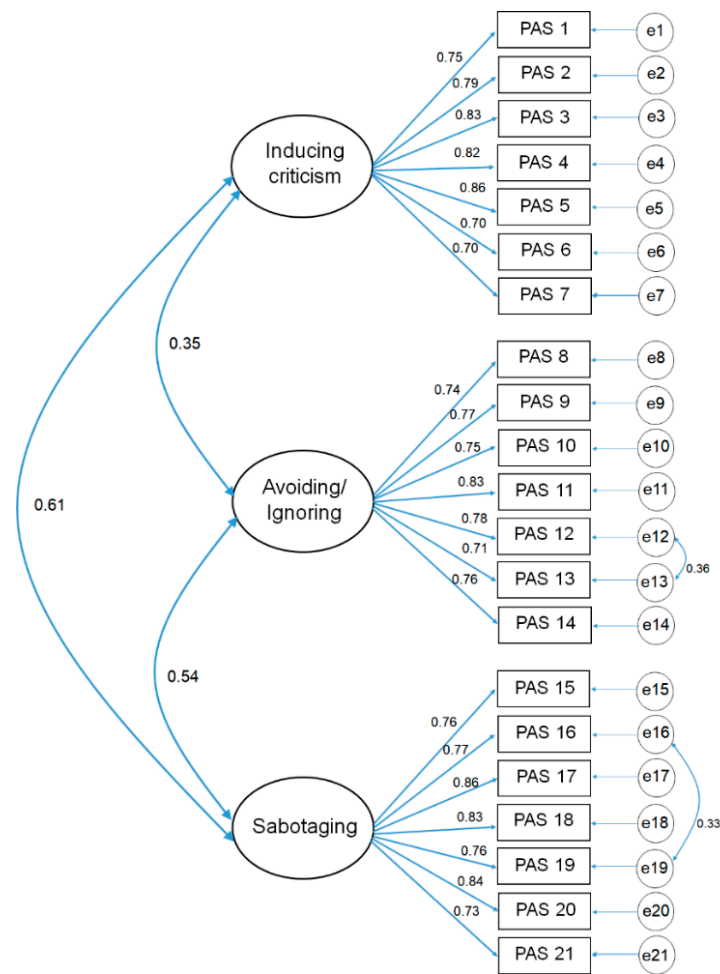 PAS 1
e1
0.75
PAS 2
e2
0.79
PAS 3
e3
0.83
Inducing
criticism
PAS 4
e4
0.82
PAS 5
e5
0.86
PAS 6
e6
0.70
PAS 7
e7
0.70
0.35
PAS 8
e8
0.74
PAS 9
e9
0.77
PAS 10
e10
0.75
Avoiding/
Ignoring
PAS 11
e11
0.83
PAS 12
e12
0.78
PAS 13
e13
0.71
0.36
PAS 14
e14
0.76
0.61
0.54
PAS 15
e15
0.76
PAS 16
e16
0.77
PAS 17
e17
0.86
Sabotaging
PAS 18
e18
0.83
0.33
PAS 19
e19
0.76
PAS 20
e20
0.84
PAS 21
e21
0.73